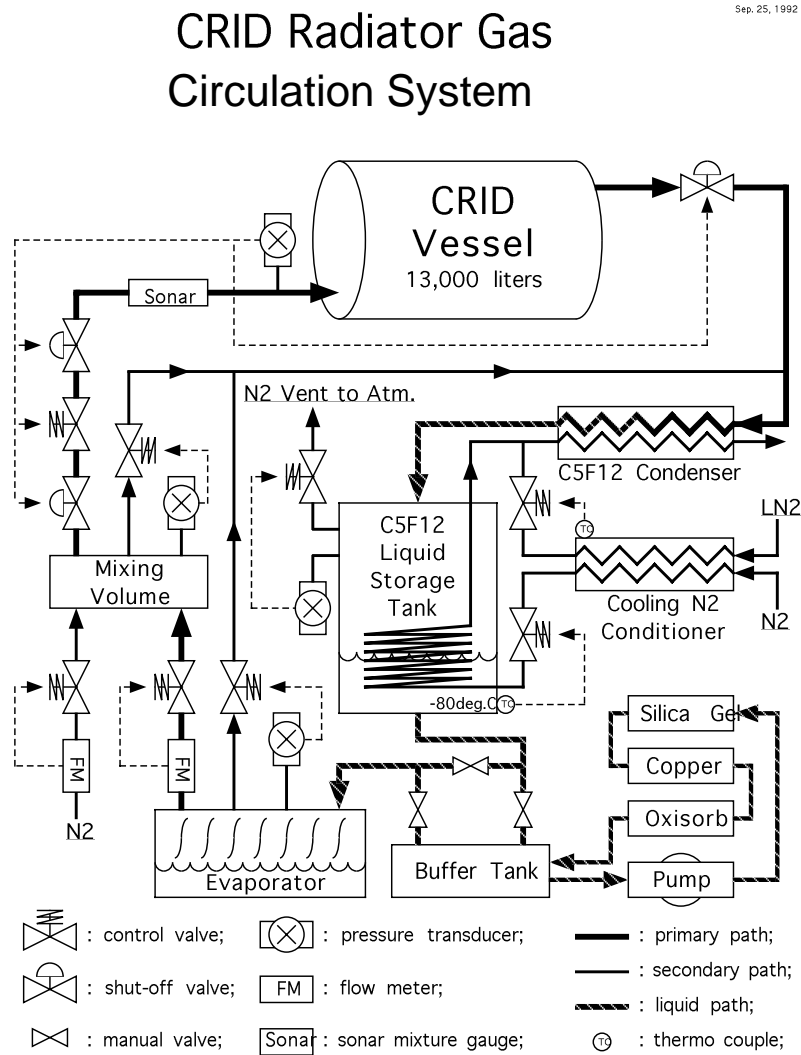 Sep. 25, 1992
CRID Radiator Gas
Circulation System
CRID
Vessel
13,000 liters
Sonar
N2 Vent to Atm.
C5F12 Condenser
C5F12
Liquid
Storage
Tank
TC
LN2
Mixing
Volume
Cooling N2
Conditioner
N2
-80deg.C
TC
Silica Gel
FM
FM
Copper
N2
Oxisorb
Evaporator
Buffer Tank
Pump
: control valve;
: pressure transducer;
: primary path;
: secondary path;
: shut-off valve;
FM : flow meter;
: liquid path;
: manual valve;
Sonar : sonar mixture gauge;
TC : thermo couple;